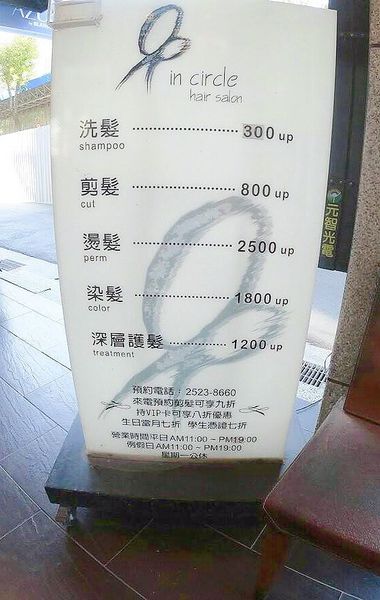 in circle
hair salon
洗髮 ┈┈┈┈┈ 300 up
shampoo
剪髮 ┈┈┈┈┈ 800 up
cut
燙髮 ┈┈┈┈┈ 2500 up
perm
染髮 ┈┈┈┈┈ 1800 up
color
深層護髮 ┈┈┈┈┈ 1200 up
treatment
預約電話:2523-8660
來電預約剪髮可享九折
持VIP卡可享八折優惠
生日當月七折 學生憑證七折
營業時間平日AM11:00 ~ PM19:00
例假日AM11:00 ~ PM19:00
星期一公休
元智光電